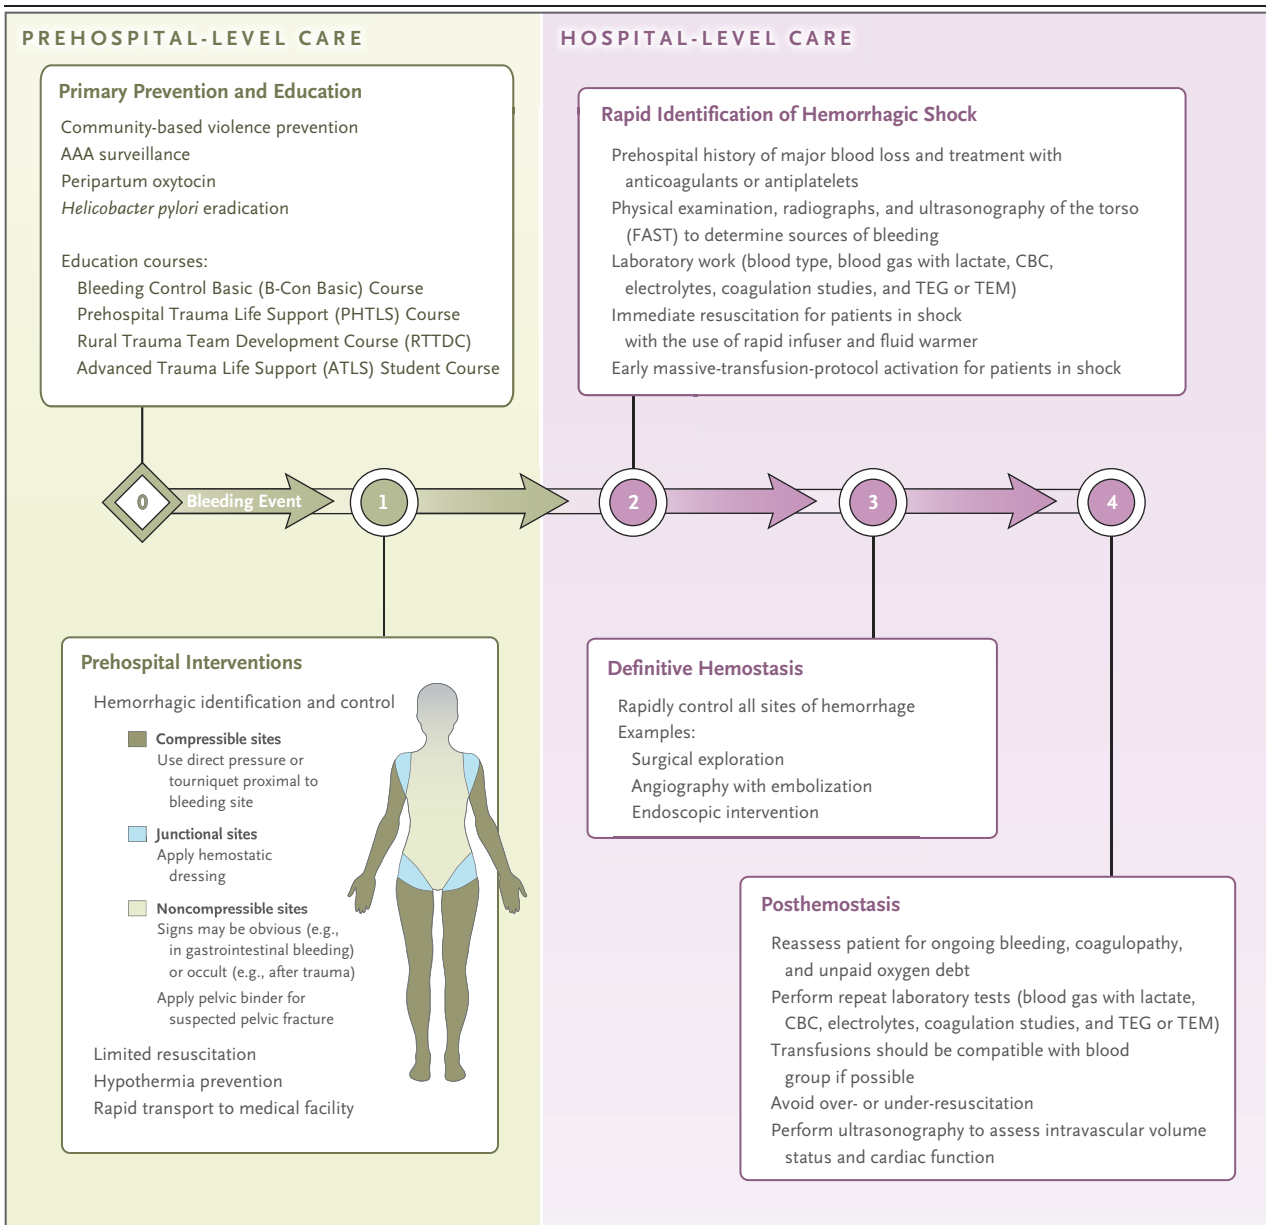 PREHOSPITAL-LEVEL CARE
Primary Prevention and Education
Community-based violence prevention
AAA surveillance
Peripartum oxytocin
Helicobacter pylori eradication
Education courses:
Bleeding Control Basic (B-Con Basic) Course
Prehospital Trauma Life Support (PHTLS) Course
Rural Trauma Team Development Course (RTTDC)
Advanced Trauma Life Support (ATLS) Student Course
HOSPITAL-LEVEL CARE
Rapid Identification of Hemorrhagic Shock
Prehospital history of major blood loss and treatment with
anticoagulants or antiplatelets
Physical examination, radiographs, and ultrasonography of the torso
(FAST) to determine sources of bleeding
Laboratory work (blood type, blood gas with lactate, CBC,
electrolytes, coagulation studies, and TEG or TEM)
Immediate resuscitation for patients in shock
with the use of rapid infuser and fluid warmer
Early massive-transfusion-protocol activation for patients in shock
0
Bleeding Event
1
2
3
4
Prehospital Interventions
Hemorrhagic identification and control
Compressible sites
Use direct pressure or
tourniquet proximal to
bleeding site
Junctional sites
Apply hemostatic
dressing
Noncompressible sites
Signs may be obvious (e.g.,
in gastrointestinal bleeding)
or occult (e.g., after trauma)
Apply pelvic binder for
suspected pelvic fracture
Limited resuscitation
Hypothermia prevention
Rapid transport to medical facility
Definitive Hemostasis
Rapidly control all sites of hemorrhage
Examples:
Surgical exploration
Angiography with embolization
Endoscopic intervention
Posthemostasis
Reassess patient for ongoing bleeding, coagulopathy,
and unpaid oxygen debt
Perform repeat laboratory tests (blood gas with lactate,
CBC, electrolytes, coagulation studies, and TEG or TEM)
Transfusions should be compatible with blood
group if possible
Avoid over- or under-resuscitation
Perform ultrasonography to assess intravascular volume
status and cardiac function